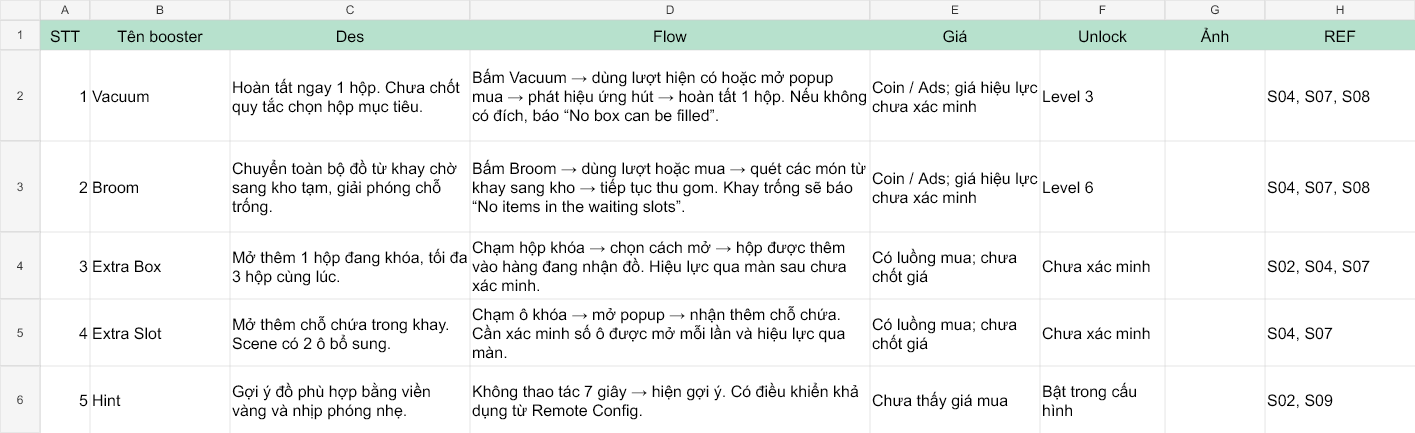 A B C D E F G H
1 STT Tên booster Des Flow Giá Unlock Ảnh REF
2 1 Vacuum
Hoàn tất ngay 1 hộp. Chưa chốt
quy tắc chọn hộp mục tiêu.
Bấm Vacuum → dùng lượt hiện có hoặc mở popup
mua → phát hiệu ứng hút → hoàn tất 1 hộp. Nếu không
có đích, báo “No box can be filled”.
Coin / Ads; giá hiệu lực
chưa xác minh
Level 3
S04, S07, S08
3 2 Broom
Chuyển toàn bộ đồ từ khay chờ
sang kho tạm, giải phóng chỗ
trống.
Bấm Broom → dùng lượt hoặc mua → quét các món từ
khay sang kho → tiếp tục thu gom. Khay trống sẽ báo
“No items in the waiting slots”.
Coin / Ads; giá hiệu lực
chưa xác minh
Level 6
S04, S07, S08
4 3 Extra Box
Mở thêm 1 hộp đang khóa, tối đa
3 hộp cùng lúc.
Chạm hộp khóa → chọn cách mở → hộp được thêm
vào hàng đang nhận đồ. Hiệu lực qua màn sau chưa
xác minh.
Có luồng mua; chưa
chốt giá
Chưa xác minh
S02, S04, S07
5 4 Extra Slot
Mở thêm chỗ chứa trong khay.
Scene có 2 ô bổ sung.
Chạm ô khóa → mở popup → nhận thêm chỗ chứa.
Cần xác minh số ô được mở mỗi lần và hiệu lực qua
màn.
Có luồng mua; chưa
chốt giá
Chưa xác minh
S04, S07
6 5 Hint
Gợi ý đồ phù hợp bằng viền
vàng và nhịp phóng nhẹ.
Không thao tác 7 giây → hiện gợi ý. Có điều khiển khả
dụng từ Remote Config.
Chưa thấy giá mua
Bật trong cấu
hình
S02, S09